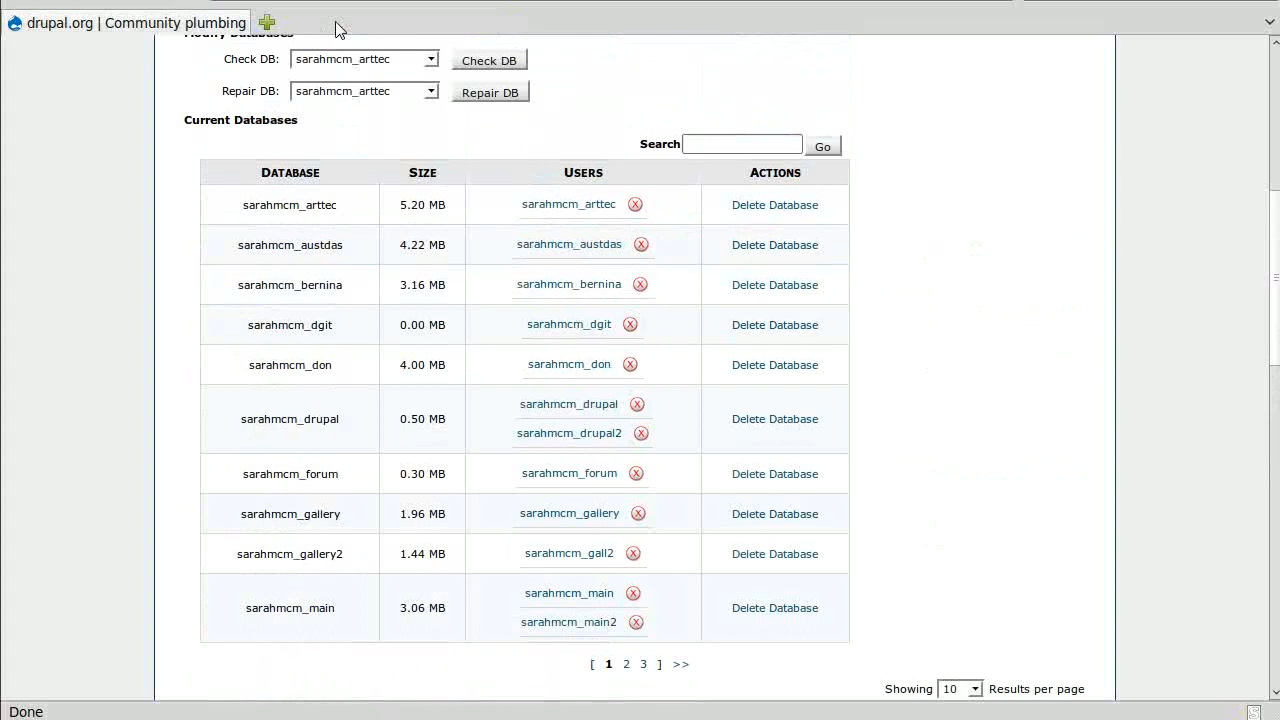 drupal.org | Community plumbing
Modify Databases
Check DB: sarahmcm_arttec Check DB
Repair DB: sarahmcm_arttec Repair DB
Current Databases
Search Go
DATABASE SIZE USERS ACTIONS
sarahmcm_arttec 5.20 MB sarahmcm_arttec X Delete Database
sarahmcm_austdas 4.22 MB sarahmcm_austdas X Delete Database
sarahmcm_bernina 3.16 MB sarahmcm_bernina X Delete Database
sarahmcm_dgit 0.00 MB sarahmcm_dgit X Delete Database
sarahmcm_don 4.00 MB sarahmcm_don X Delete Database
sarahmcm_drupal 0.50 MB sarahmcm_drupal X Delete Database
sarahmcm_drupal2 X
sarahmcm_forum 0.30 MB sarahmcm_forum X Delete Database
sarahmcm_gallery 1.96 MB sarahmcm_gallery X Delete Database
sarahmcm_gallery2 1.44 MB sarahmcm_gall2 X Delete Database
sarahmcm_main 3.06 MB sarahmcm_main X Delete Database
sarahmcm_main2 X
[ 1 2 3 ] >>
Showing 10 Results per page
Done